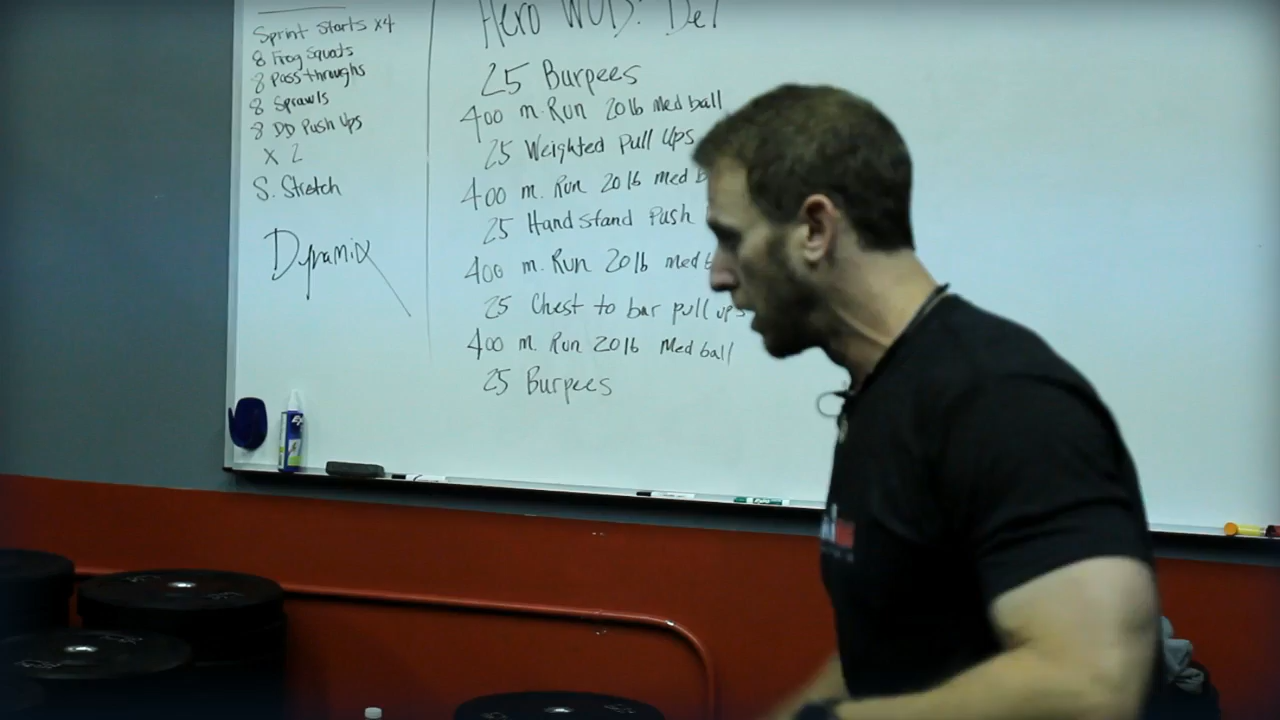 Sprint Starts x4
8 Frog Squats
8 Pass throughs
8 Sprawls
8 DD Push Ups
x 2
S. Stretch
Dynamix
Hero WOD: Del
25 Burpees
400 m. Run 20lb Med ball
25 Weighted Pull Ups
400 m. Run 20lb med B
25 Hand stand Push
400 m. Run 20lb med b
25 Chest to bar pull ups
400 m. Run 20lb Med ball
25 Burpees